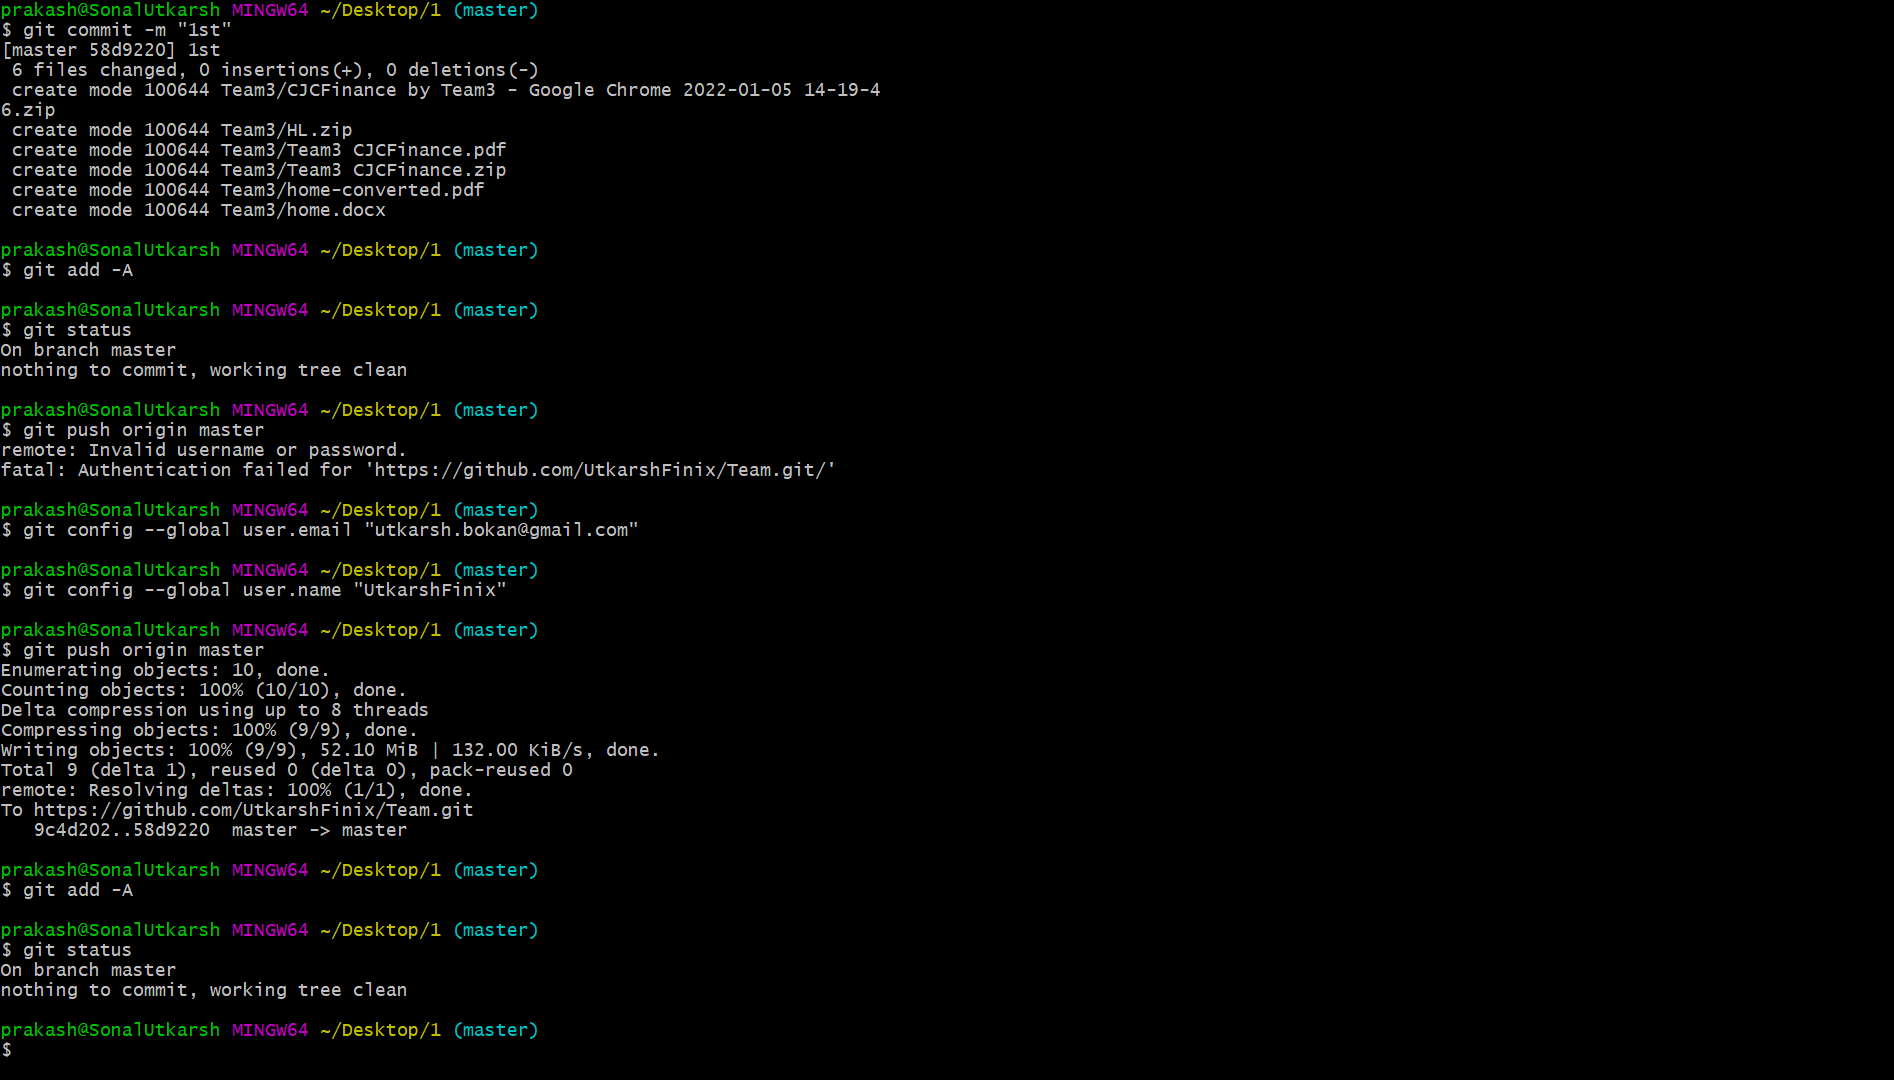 prakash@SonalUtkarsh MINGW64 ~/Desktop/1 (master)
$ git commit -m "1st"
[master 58d9220] 1st
 6 files changed, 0 insertions(+), 0 deletions(-)
 create mode 100644 Team3/CJCFinance by Team3 - Google Chrome 2022-01-05 14-19-4
6.zip
 create mode 100644 Team3/HL.zip
 create mode 100644 Team3/Team3 CJCFinance.pdf
 create mode 100644 Team3/Team3 CJCFinance.zip
 create mode 100644 Team3/home-converted.pdf
 create mode 100644 Team3/home.docx

prakash@SonalUtkarsh MINGW64 ~/Desktop/1 (master)
$ git add -A

prakash@SonalUtkarsh MINGW64 ~/Desktop/1 (master)
$ git status
On branch master
nothing to commit, working tree clean

prakash@SonalUtkarsh MINGW64 ~/Desktop/1 (master)
$ git push origin master
remote: Invalid username or password.
fatal: Authentication failed for 'https://github.com/UtkarshFinix/Team.git/'

prakash@SonalUtkarsh MINGW64 ~/Desktop/1 (master)
$ git config --global user.email "utkarsh.bokan@gmail.com"

prakash@SonalUtkarsh MINGW64 ~/Desktop/1 (master)
$ git config --global user.name "UtkarshFinix"

prakash@SonalUtkarsh MINGW64 ~/Desktop/1 (master)
$ git push origin master
Enumerating objects: 10, done.
Counting objects: 100% (10/10), done.
Delta compression using up to 8 threads
Compressing objects: 100% (9/9), done.
Writing objects: 100% (9/9), 52.10 MiB | 132.00 KiB/s, done.
Total 9 (delta 1), reused 0 (delta 0), pack-reused 0
remote: Resolving deltas: 100% (1/1), done.
To https://github.com/UtkarshFinix/Team.git
   9c4d202..58d9220  master -> master

prakash@SonalUtkarsh MINGW64 ~/Desktop/1 (master)
$ git add -A

prakash@SonalUtkarsh MINGW64 ~/Desktop/1 (master)
$ git status
On branch master
nothing to commit, working tree clean

prakash@SonalUtkarsh MINGW64 ~/Desktop/1 (master)
$